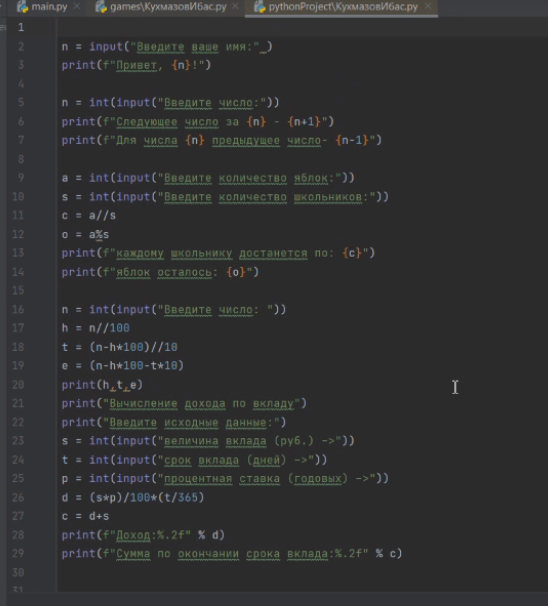 main.py × games\КухмазовИбас.py × pythonProject\КухмазовИбас.py ×
1
2 n = input("Введите ваше имя:"_)
3 print(f"Привет, {n}!")
4
5 n = int(input("Введите число:"))
6 print(f"Следующее число за {n} - {n+1}")
7 print(f"Для числа {n} предыдущее число- {n-1}")
8
9 a = int(input("Введите количество яблок:"))
10 s = int(input("Введите количество школьников:"))
11 c = a//s
12 o = a%s
13 print(f"каждому школьнику достанется по: {c}")
14 print(f"яблок осталось: {o}")
15
16 n = int(input("Введите число: "))
17 h = n//100
18 t = (n-h*100)//10
19 e = (n-h*100-t*10)
20 print(h,t,e)
21 print("Вычисление дохода по вкладу")
22 print("Введите исходные данные:")
23 s = int(input("величина вклада (руб.) ->"))
24 t = int(input("срок вклада (дней) ->"))
25 p = int(input("процентная ставка (годовых) ->"))
26 d = (s*p)/100*(t/365)
27 c = d+s
28 print(f"Доход:%.2f" % d)
29 print(f"Сумма по окончании срока вклада:%.2f" % c)
30
31